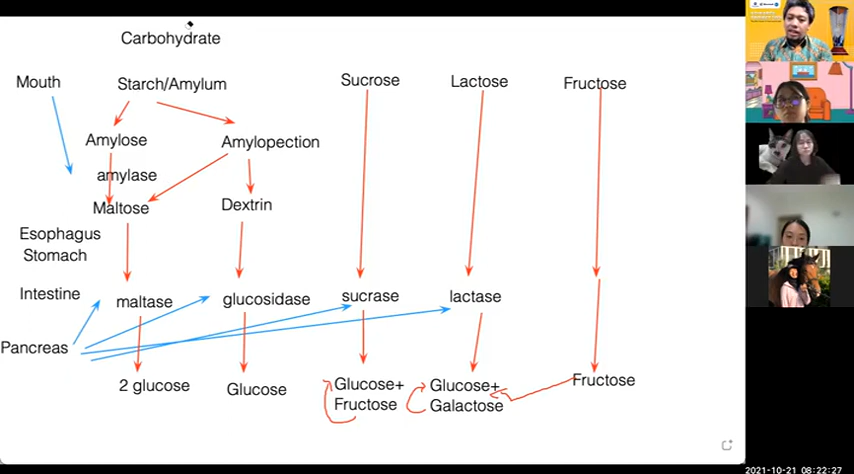 Carbohydrate
Mouth Starch/Amylum Sucrose Lactose Fructose
Amylose Amylopection
amylase
Maltose Dextrin
Esophagus
Stomach
Intestine maltase glucosidase sucrase lactase
Pancreas
2 glucose Glucose Glucose+ Glucose+ Fructose
Fructose Galactose
2021-10-21 08:22:27